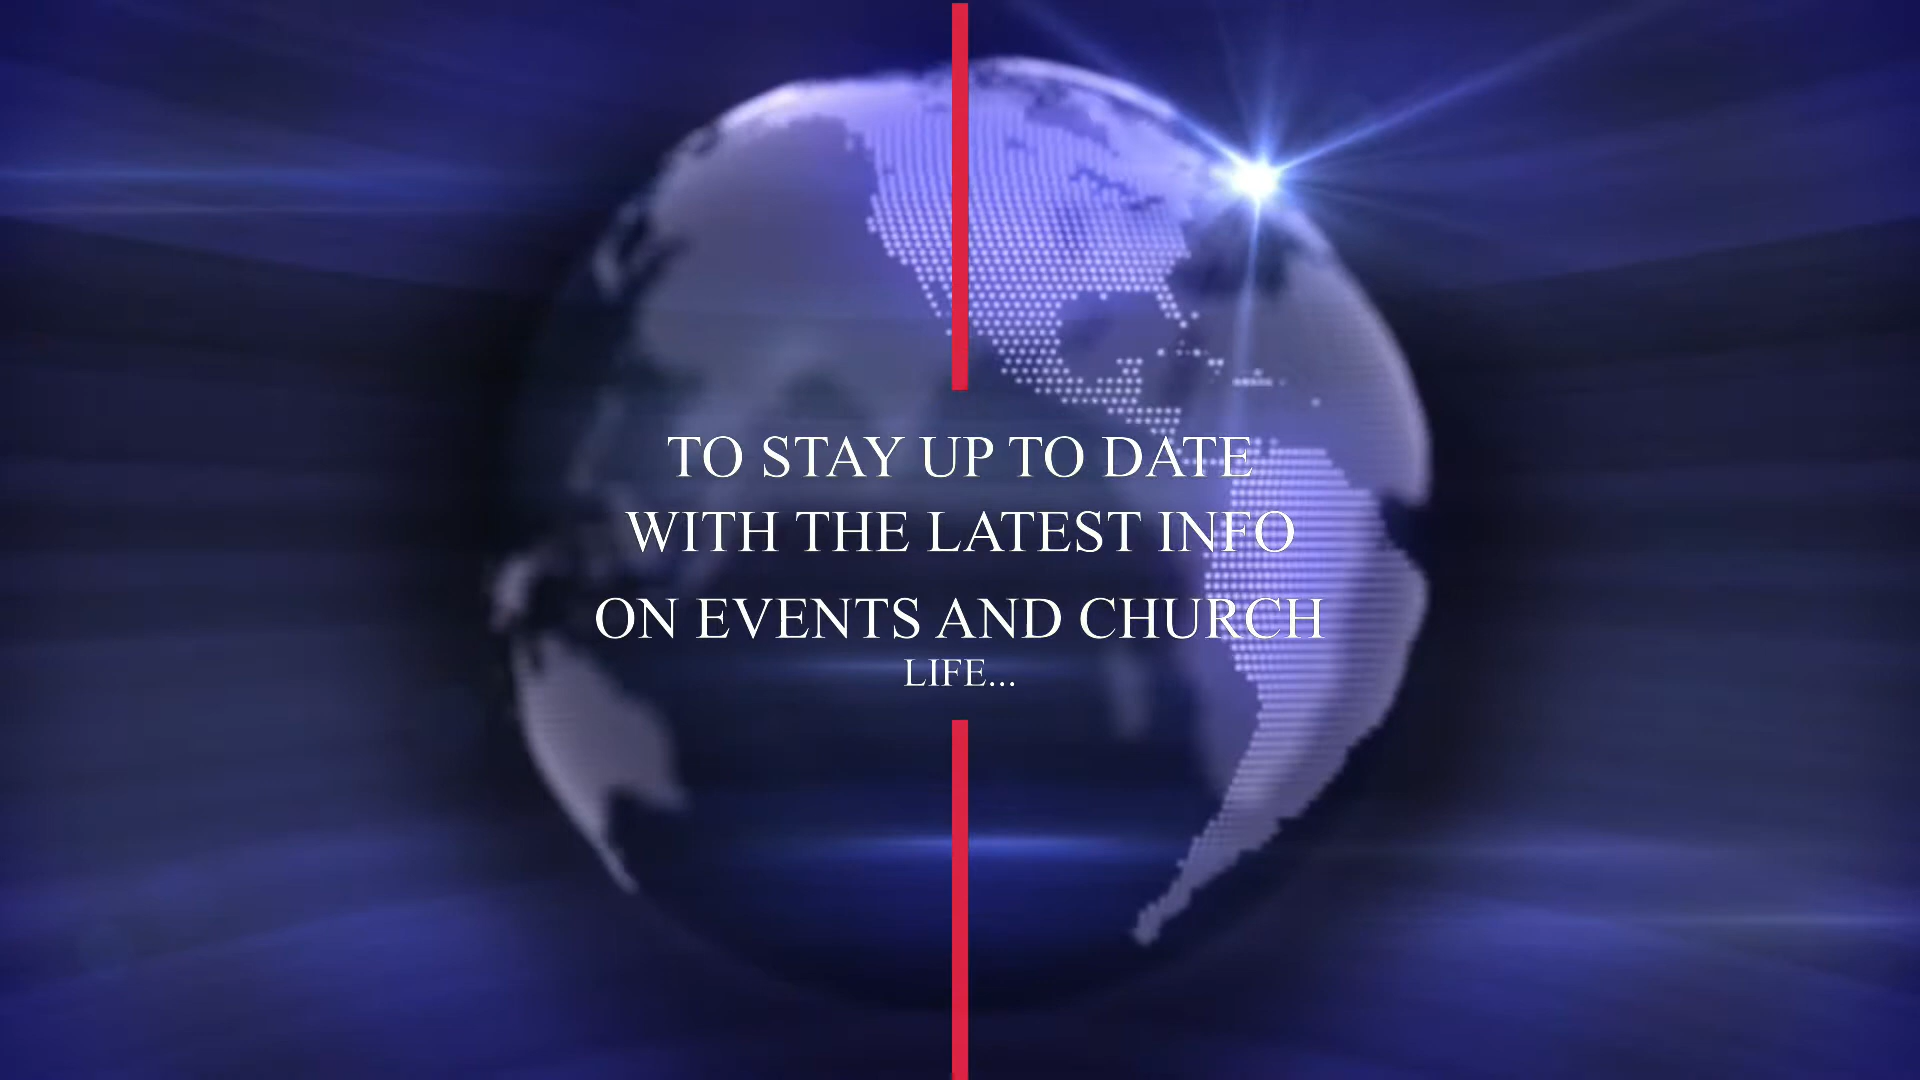 TO STAY UP TO DATE
WITH THE LATEST INFO
ON EVENTS AND CHURCH
LIFE...